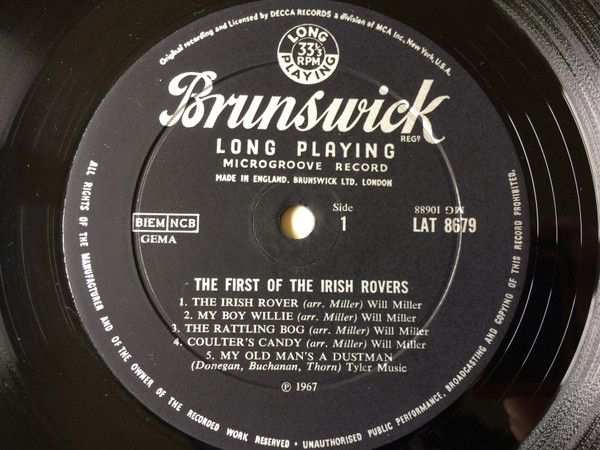 Original recording and Licensed by DECCA RECORDS a division of MCA Inc, New York, U.S.A.
LONG
33⅓
RPM
PLAYING
Brunswick
REGD
LONG PLAYING
MICROGROOVE RECORD
MADE IN ENGLAND. BRUNSWICK LTD. LONDON
BIEM NCB
GEMA
Side
1
MG 10688
LAT 8679
THE FIRST OF THE IRISH ROVERS
1. THE IRISH ROVER (arr. Miller) Will Miller
2. MY BOY WILLIE (arr. Miller) Will Miller
3. THE RATTLING BOG (arr. Miller) Will Miller
4. COULTER'S CANDY (arr. Miller) Will Miller
5. MY OLD MAN'S A DUSTMAN
(Donegan, Buchanan, Thorn) Tyler Music
℗ 1967
ALL RIGHTS OF THE MANUFACTURER AND OF THE OWNER OF THE RECORDED WORK RESERVED • UNAUTHORISED PUBLIC PERFORMANCE, BROADCASTING AND COPYING OF THIS RECORD PROHIBITED.